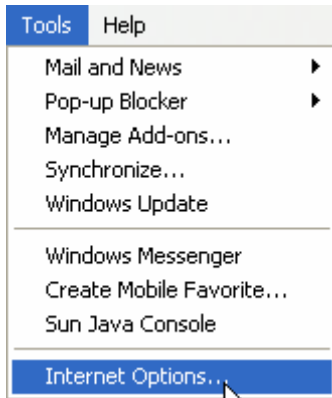 Tools Help
Mail and News
Pop-up Blocker
Manage Add-ons...
Synchronize...
Windows Update
Windows Messenger
Create Mobile Favorite...
Sun Java Console
Internet Options...